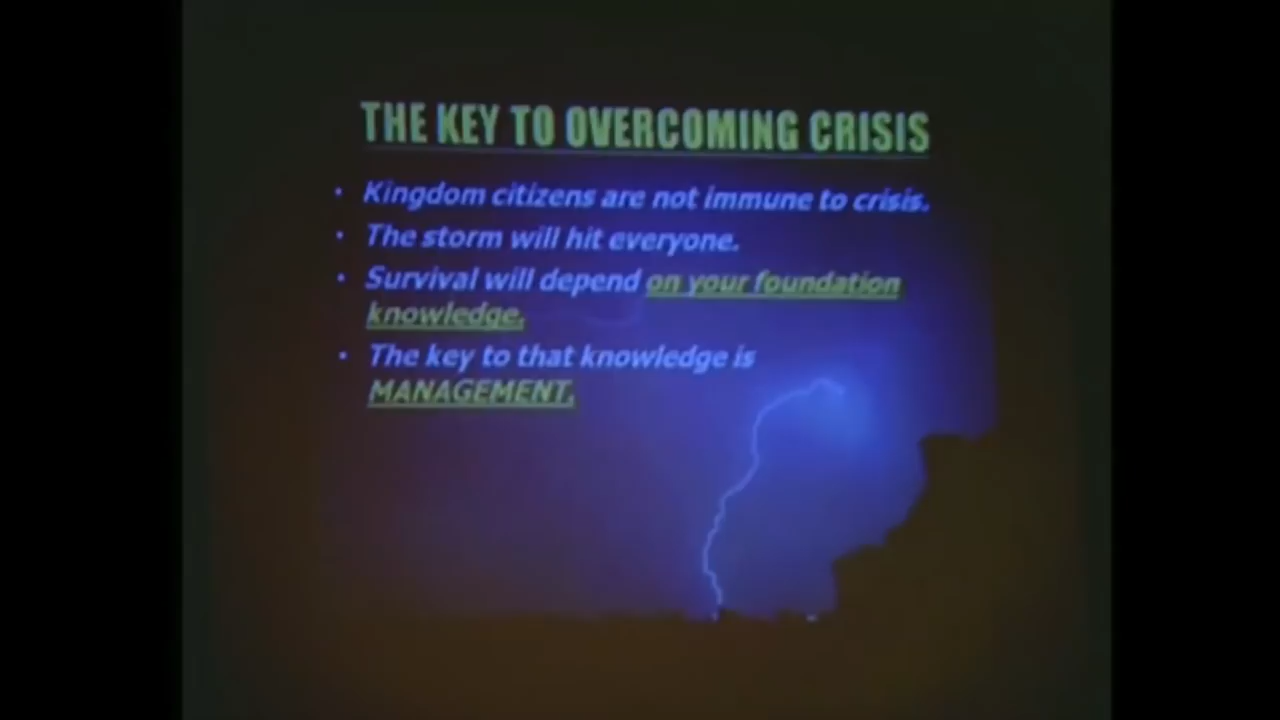 THE KEY TO OVERCOMING CRISIS
• Kingdom citizens are not immune to crisis.
• The storm will hit everyone.
• Survival will depend on your foundation
knowledge.
• The key to that knowledge is
MANAGEMENT.